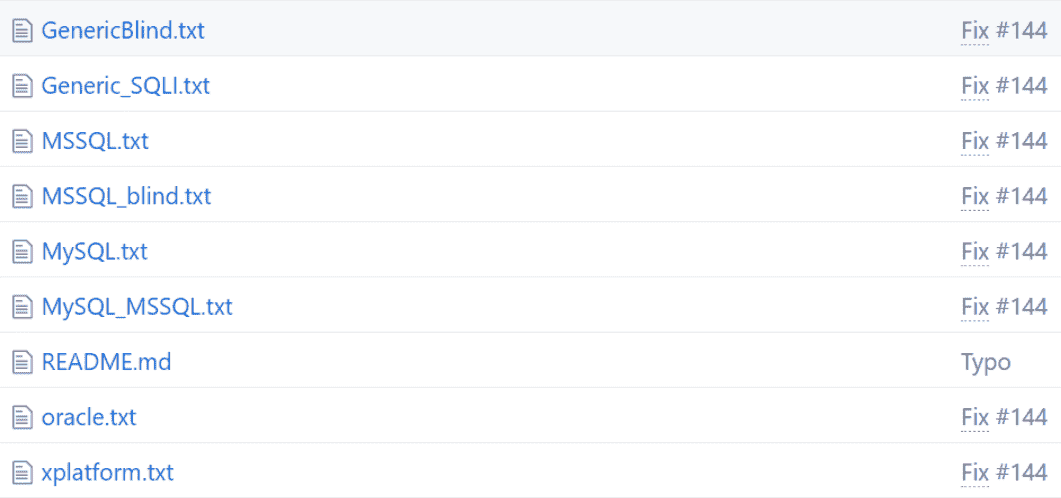 GenericBlind.txt Fix #144
Generic_SQLI.txt Fix #144
MSSQL.txt Fix #144
MSSQL_blind.txt Fix #144
MySQL.txt Fix #144
MySQL_MSSQL.txt Fix #144
README.md Typo
oracle.txt Fix #144
xplatform.txt Fix #144